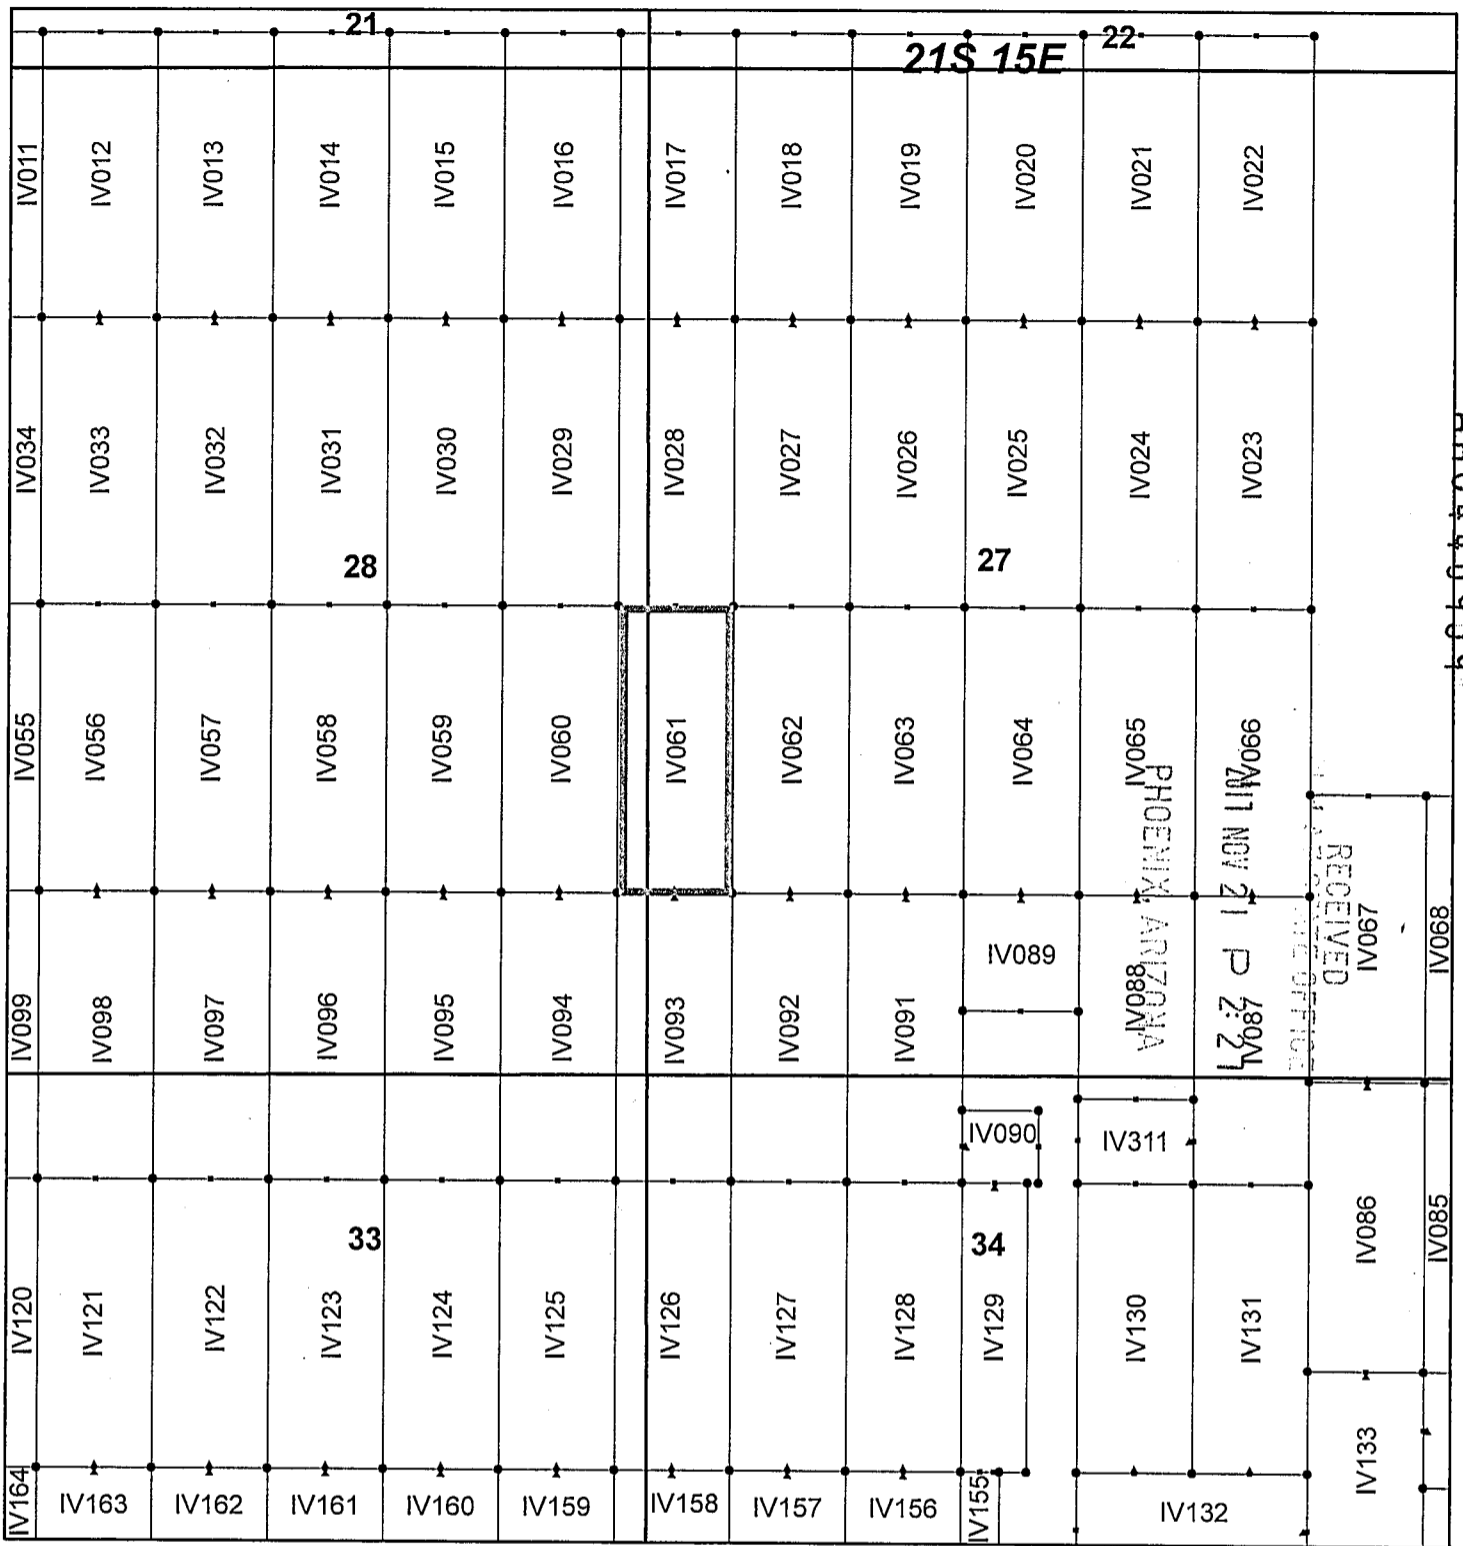 21
22
21S 15E
IV011 IV012 IV013 IV014 IV015 IV016 IV017 IV018 IV019 IV020 IV021 IV022
IV034 IV033 IV032 IV031 IV030 IV029 IV028 IV027 IV026 IV025 IV024 IV023
28
27
IV055 IV056 IV057 IV058 IV059 IV060 IV061 IV062 IV063 IV064 IV065 IV066
RECEIVED
2011 NOV 21 P 2:21
PHOENIX, ARIZONA
IV067 IV068
IV089
IV099 IV098 IV097 IV096 IV095 IV094 IV093 IV092 IV091 IV088 IV087
IV090 IV311
33
34
IV086 IV085
IV120 IV121 IV122 IV123 IV124 IV125 IV126 IV127 IV128 IV129 IV130 IV131
IV133
IV164 IV163 IV162 IV161 IV160 IV159 IV158 IV157 IV156 IV155 IV132